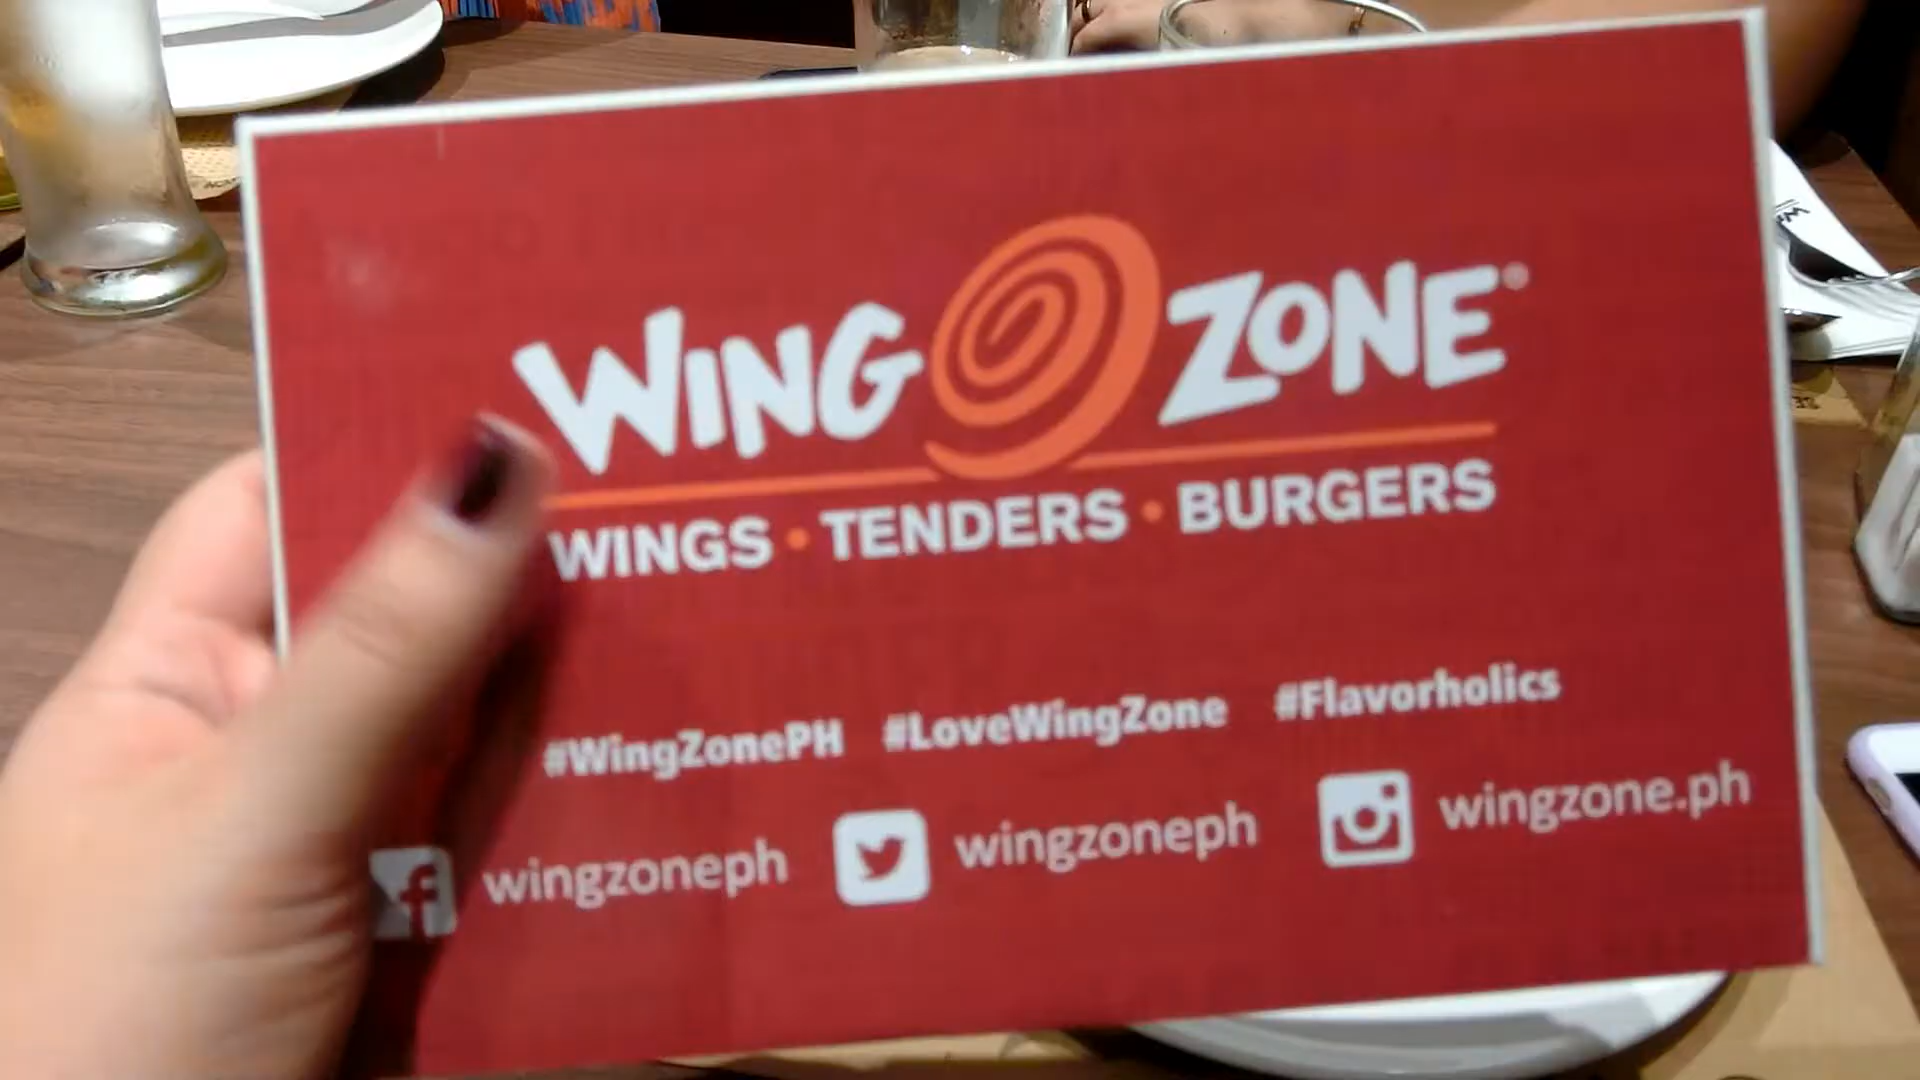 WING ZONE®
WINGS • TENDERS • BURGERS
#WingZonePH #LoveWingZone #Flavorholics
wingzoneph wingzoneph wingzone.ph